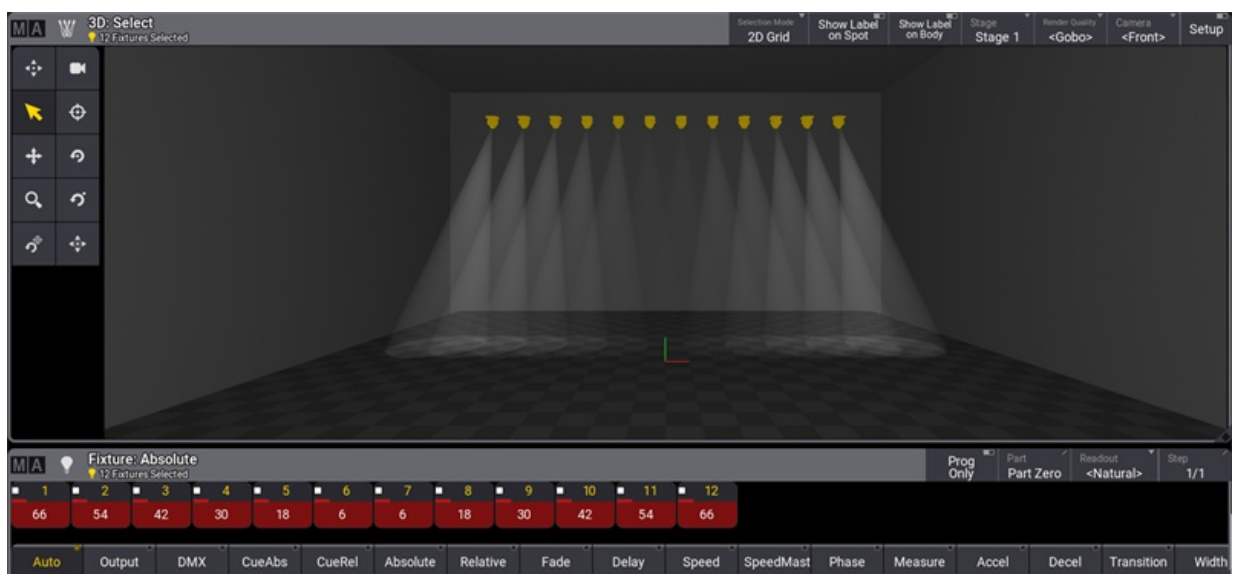 MA 3D: Select
12 Fixtures Selected
Selection Mode
2D Grid
Show Label
on Spot
Show Label
on Body
Stage
Stage 1
Render Quality
<Gobo>
Camera
<Front>
Setup
MA Fixture: Absolute
12 Fixtures Selected
Prog
Only
Part
Part Zero
Readout
<Natural>
Step
1/1
1 2 3 4 5 6 7 8 9 10 11 12
66 54 42 30 18 6 6 18 30 42 54 66
Auto Output DMX CueAbs CueRel Absolute Relative Fade Delay Speed SpeedMast Phase Measure Accel Decel Transition Width